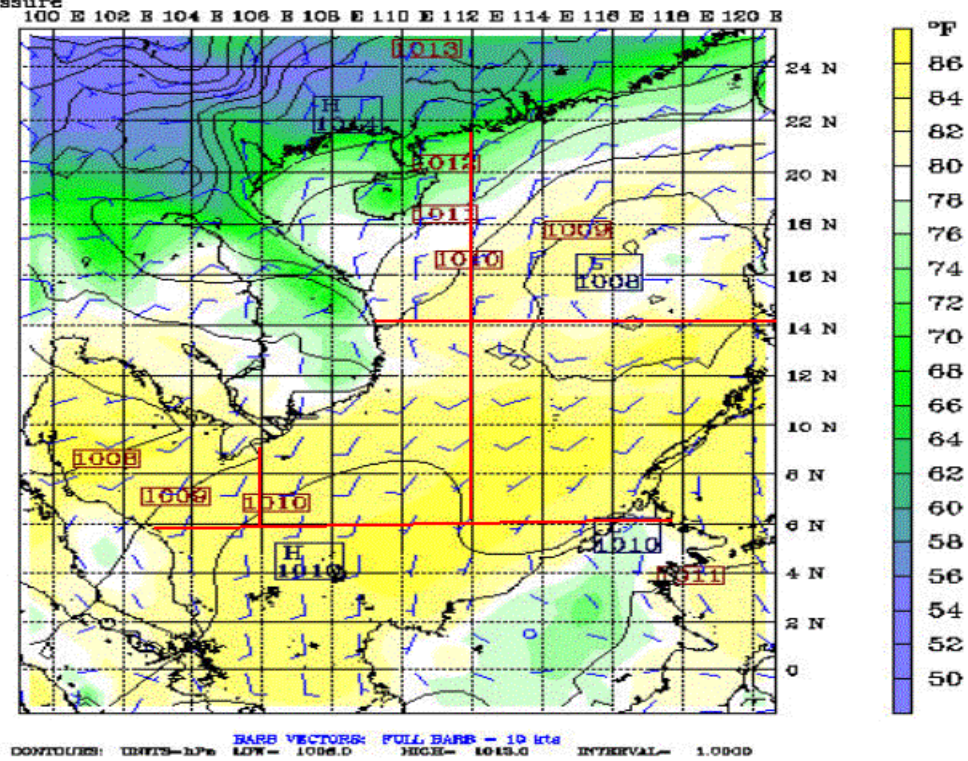 ssure
100 E 102 E 104 E 106 E 108 E 110 E 112 E 114 E 116 E 118 E 120 E
°F
1013
24 N
86
84
H
22 N
82
1012
80
20 N
78
1011
18 N
1009
76
1010
L
1008
16 N
74
72
14 N
70
12 N
68
66
10 N
64
1008
8 N
62
1009
1010
60
6 N
58
1010
H
1010
1011
4 N
56
54
2 N
52
0
50
BARB VECTORS: FULL BARB = 10 kts
CONTOURS: UNITS=hPa LOW= HIGH= 1013.0 INTERVAL= 1.0000